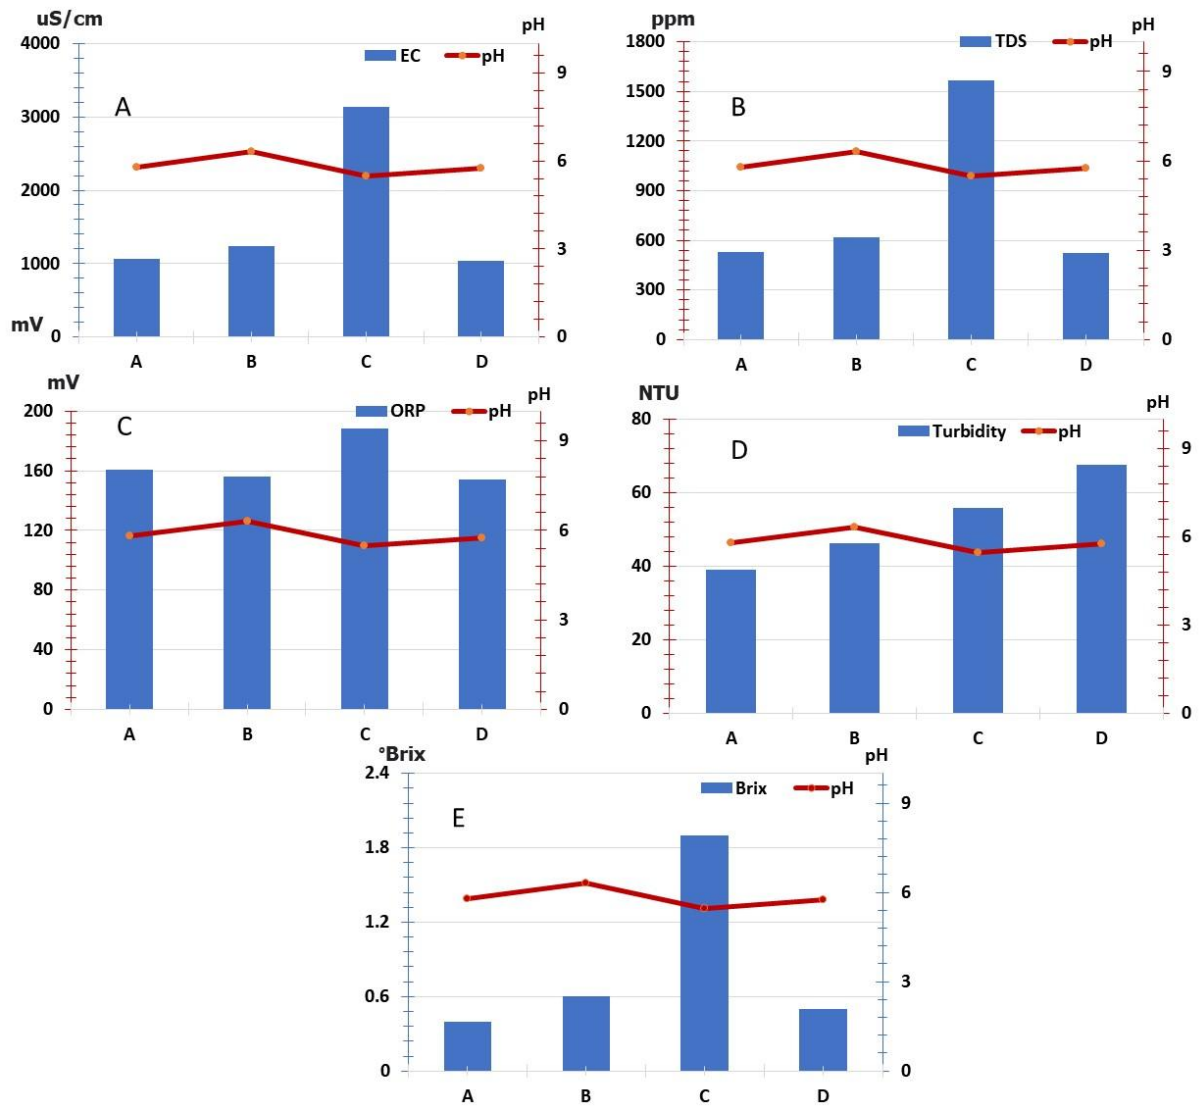 uS/cm
pH
4000
EC
pH
A
9
3000
6
2000
3
1000
mV
0
0
A B C D
ppm
pH
1800
TDS
pH
9
1500
B
1200
6
900
600
3
300
0
0
A B C D
mV
pH
200
ORP
pH
C
9
160
120
6
80
3
40
0
0
A B C D
NTU
pH
80
Turbidity
pH
D
9
60
6
40
3
20
0
0
A B C D
°Brix
pH
2.4
Brix
pH
9
E
1.8
6
1.2
3
0.6
0
0
A B C D